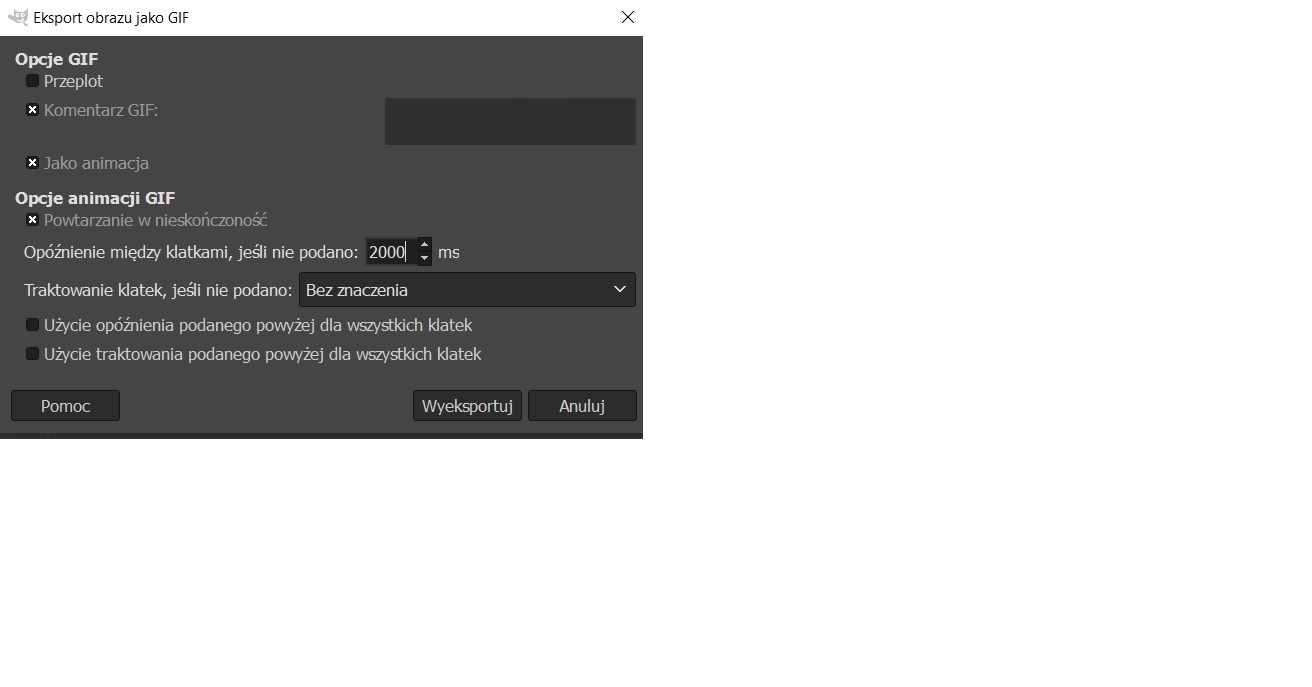 Eksport obrazu jako GIF
Opcje GIF
Przeplot
Komentarz GIF:
Jako animacja
Opcje animacji GIF
Powtarzanie w nieskończoność
Opóźnienie między klatkami, jeśli nie podano: 2000 ms
Traktowanie klatek, jeśli nie podano: Bez znaczenia
Użycie opóźnienia podanego powyżej dla wszystkich klatek
Użycie traktowania podanego powyżej dla wszystkich klatek
Pomoc Wyeksportuj Anuluj